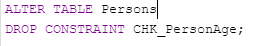 ALTER TABLE Persons
DROP CONSTRAINT CHK_PersonAge;